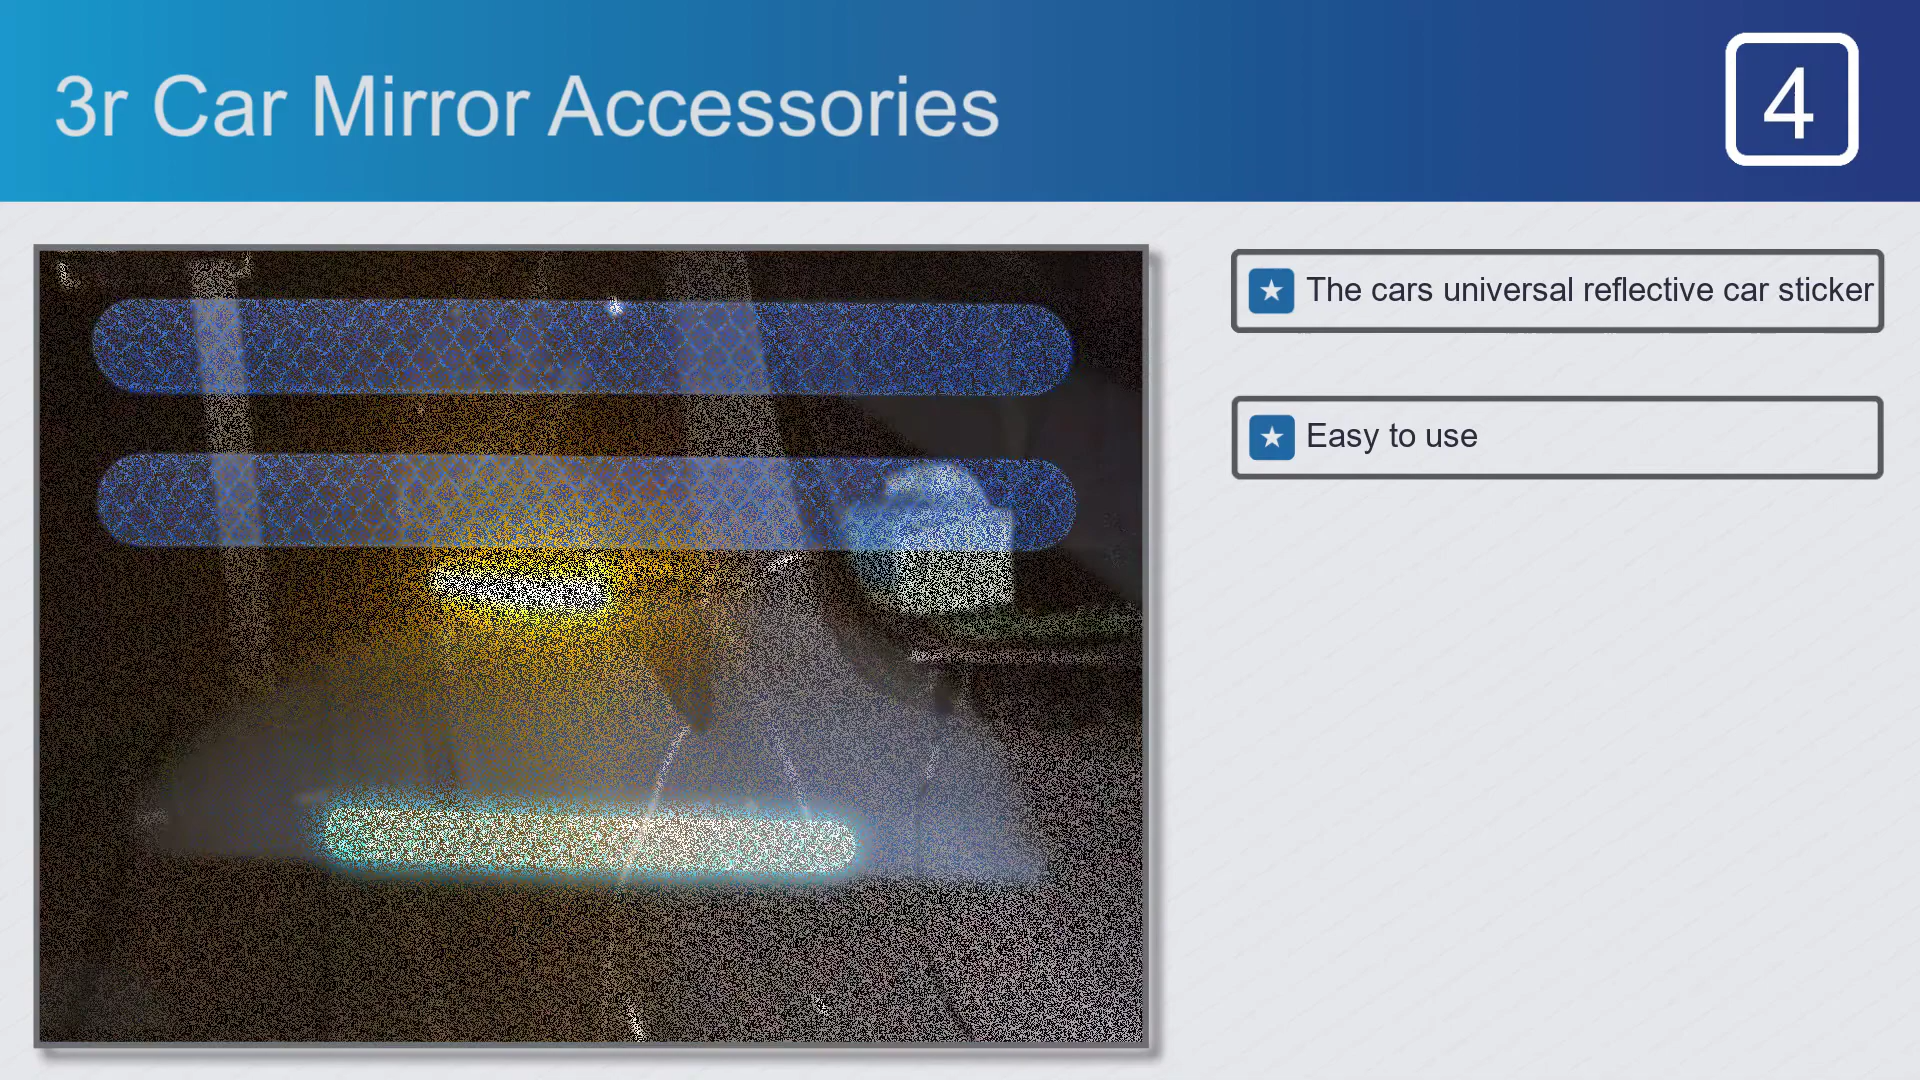 3r Car Mirror Accessories
4
The cars universal reflective car sticker
Easy to use